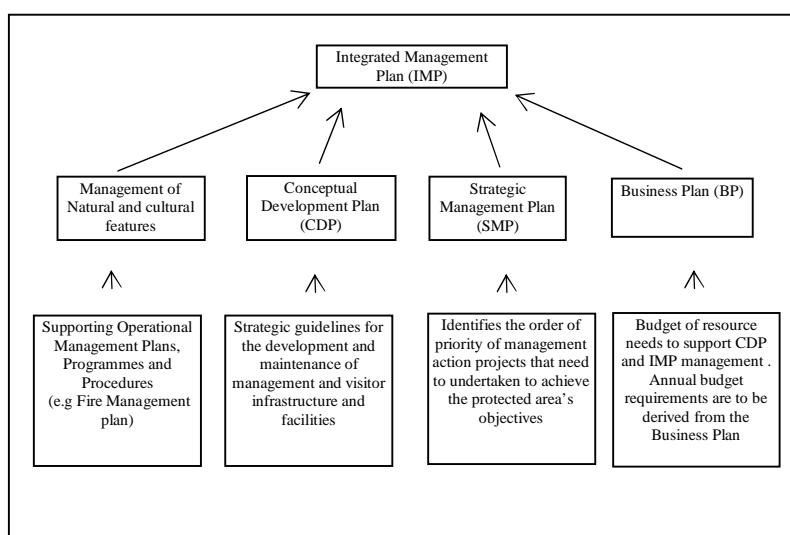 Integrated Management
Plan (IMP)
Management of
Natural and cultural
features
Conceptual
Development Plan
(CDP)
Strategic
Management Plan
(SMP)
Business Plan (BP)
Supporting Operational
Management Plans,
Programmes and
Procedures
(e.g Fire Management
plan)
Strategic guidelines for
the development and
maintenance of
management and visitor
infrastructure and
facilities
Identifies the order of
priority of management
action projects that need
to undertaken to achieve
the protected area’s
objectives
Budget of resource
needs to support CDP
and IMP management .
Annual budget
requirements are to be
derived from the
Business Plan